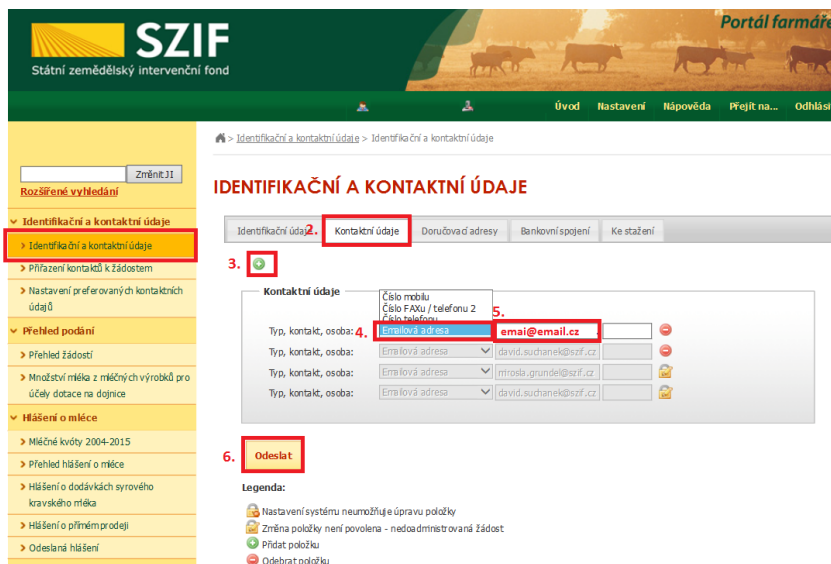 SZIF
Státní zemědělský intervenční fond
Portál farmáře
Úvod Nastavení Nápověda Přejít na... Odhlási
> Identifikační a kontaktní údaje > Identifikační a kontaktní údaje
Změnit JI
Rozšířené vyhledání
Identifikační a kontaktní údaje
Identifikační a kontaktní údaje
Přiřazení kontaktů k žádostem
Nastavení preferovaných kontaktních
údajů
Přehled podání
Přehled žádostí
Množství mléka z mléčných výrobků pro
účely dotace na dojnice
Hlášení o mléce
Mléčné kvóty 2004-2015
Přehled hlášení o mléce
Hlášení o dodávkách syrového
kravského mléka
Hlášení o přímém prodeji
Odeslaná hlášení
IDENTIFIKAČNÍ A KONTAKTNÍ ÚDAJE
Identifikační údaje 2. Kontaktní údaje Doručovací adresy Bankovní spojení Ke stažení
3.
Kontaktní údaje
Číslo mobilu
Číslo FAXu / telefonu 2
Číslo telefonu
5.
Typ, kontakt, osoba: 4. Emailová adresa emai@email.cz
Typ, kontakt, osoba: Emailová adresa david.suchanek@szif.cz
Typ, kontakt, osoba: Emailová adresa mirosla.grundel@szif.cz
Typ, kontakt, osoba: Emailová adresa david.suchanek@szif.cz
6. Odeslat
Legenda:
Nastavení systému neumožňuje úpravu položky
Změna položky není povolena - nedoadministrovaná žádost
Přidat položku
Odebrat položku